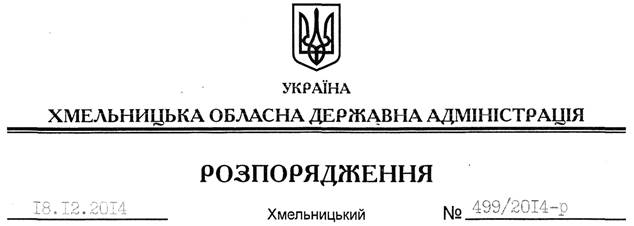 УКРАЇНА
ХМЕЛЬНИЦЬКА ОБЛАСНА ДЕРЖАВНА АДМІНІСТРАЦІЯ
РОЗПОРЯДЖЕННЯ
18.12.2014 Хмельницький № 499/2014-р